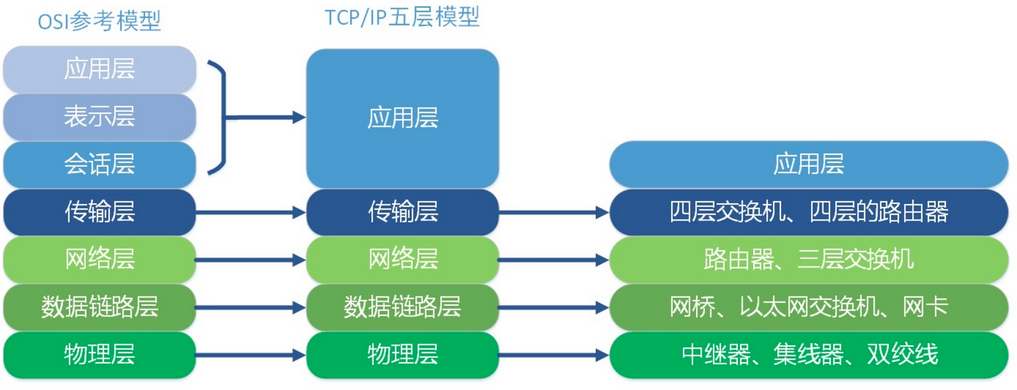 OSI参考模型
应用层
表示层
会话层
传输层
网络层
数据链路层
物理层
TCP/IP五层模型
应用层
传输层
网络层
数据链路层
物理层
应用层
四层交换机、四层的路由器
路由器、三层交换机
网桥、以太网交换机、网卡
中继器、集线器、双绞线